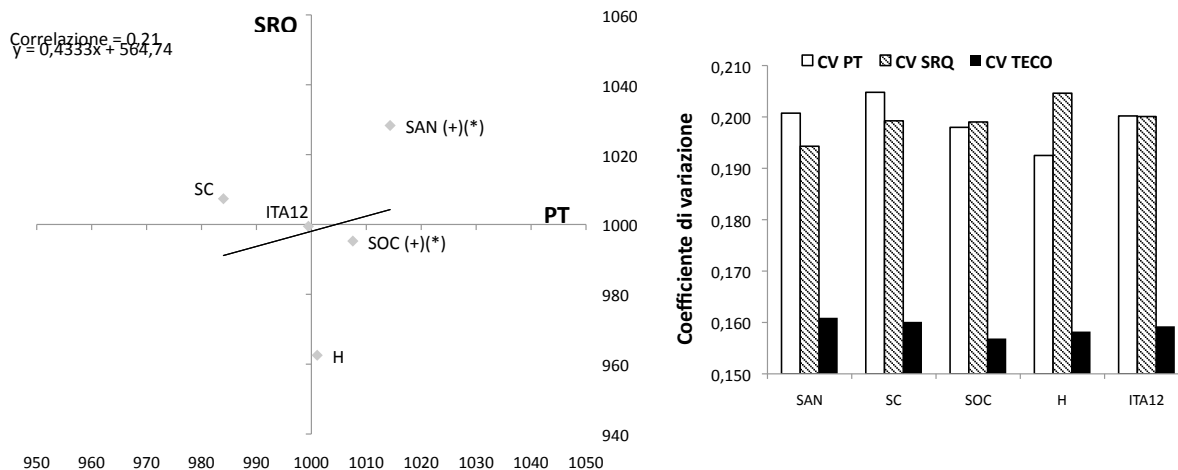 SRQ
Correlazione = 0,21
y = 0,4333x + 564,74
1060
1040
SAN (+)(*)
1020
SC
ITA12
PT
1000
SOC (+)(*)
980
H
960
940
950 960 970 980 990 1000 1010 1020 1030 1040 1050
CV PT CV SRQ CV TECO
Coefficiente di variazione
0,210
0,200
0,190
0,180
0,170
0,160
0,150
SAN SC SOC H ITA12